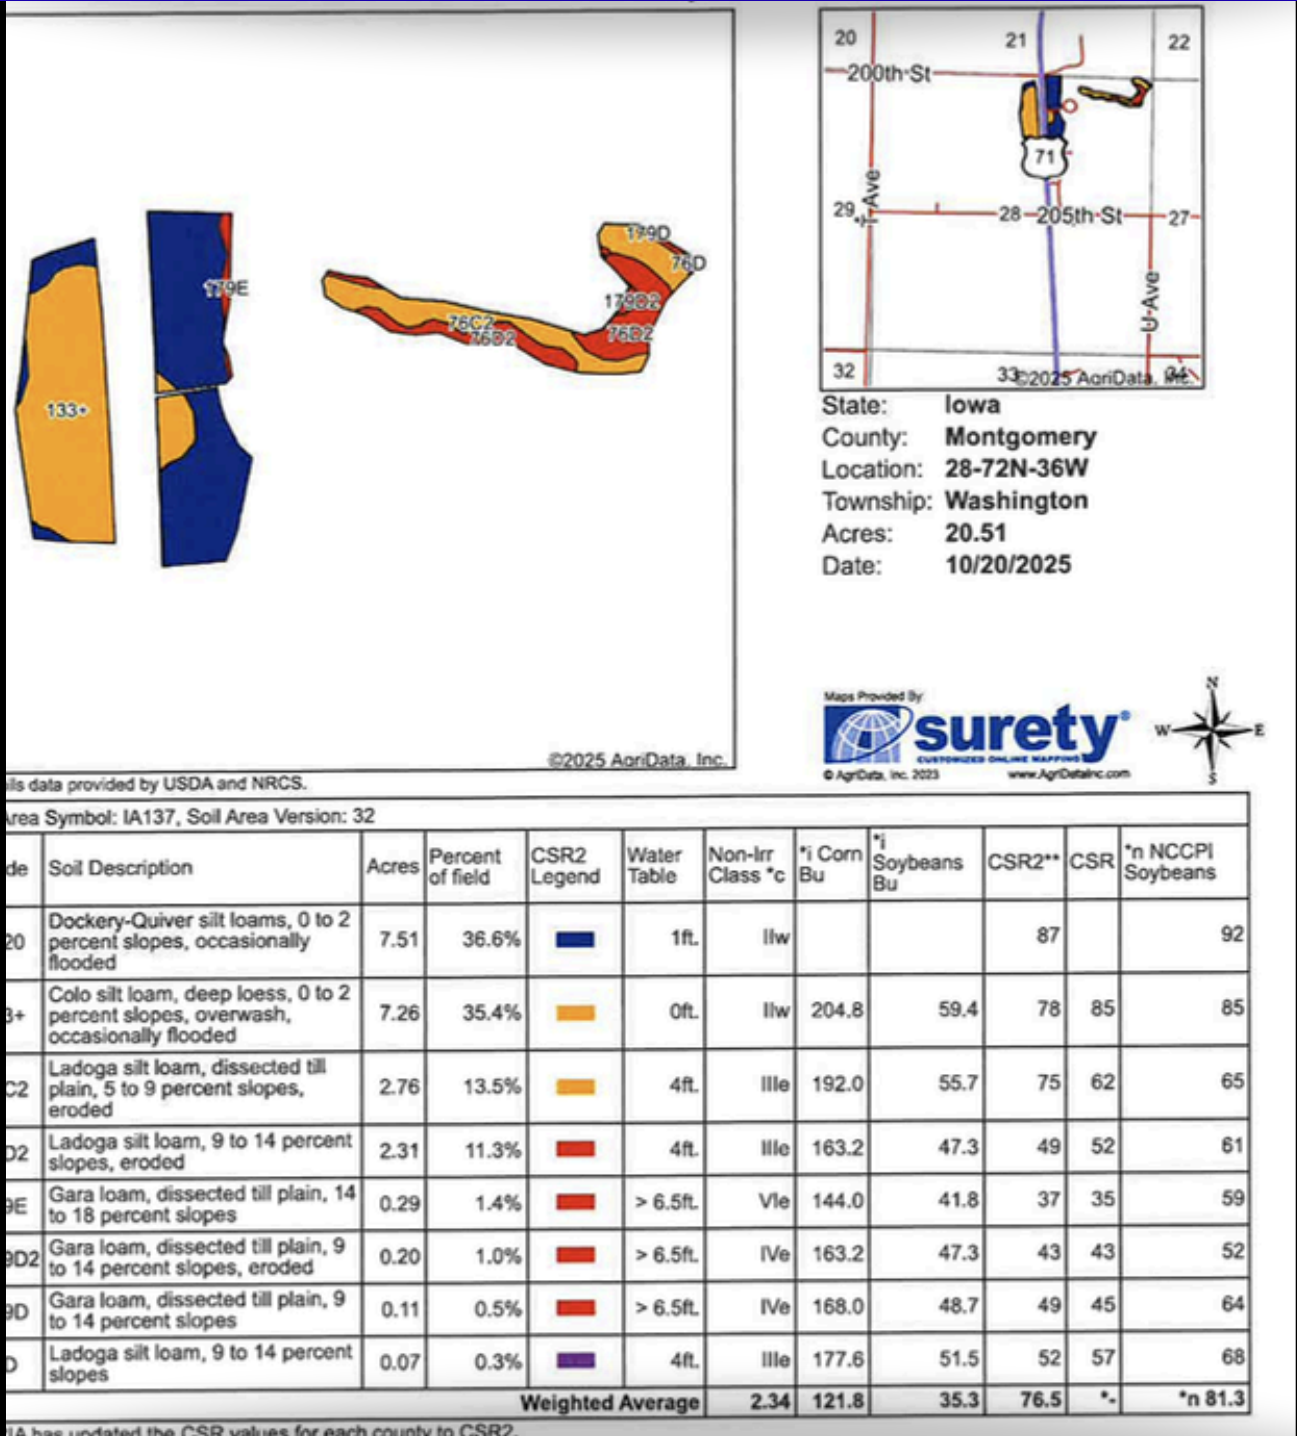 20
21
22
200th St
71
Ave
29
28
205th St
27
U Ave
32
33
34
©2025 AgriData, Inc.
179E
133+
179D
76D
179D2
76C2
76D2
76D2
©2025 AgriData, Inc.
State: Iowa
County: Montgomery
Location: 28-72N-36W
Township: Washington
Acres: 20.51
Date: 10/20/2025
Maps Provided By:
surety®
CUSTOMIZED ONLINE MAPPING
© AgriData, Inc. 2023 www.AgriDataInc.com
N
W E
S
ils data provided by USDA and NRCS.
Area Symbol: IA137, Soil Area Version: 32
de Soil Description Acres Percent of field CSR2 Legend Water Table Non-Irr Class *c *i Corn Bu *i Soybeans Bu CSR2** CSR *n NCCPI Soybeans
20 Dockery-Quiver silt loams, 0 to 2 percent slopes, occasionally flooded 7.51 36.6% 1ft. IIw 87 92
3+ Colo silt loam, deep loess, 0 to 2 percent slopes, overwash, occasionally flooded 7.26 35.4% 0ft. IIw 204.8 59.4 78 85 85
C2 Ladoga silt loam, dissected till plain, 5 to 9 percent slopes, eroded 2.76 13.5% 4ft. IIIe 192.0 55.7 75 62 65
D2 Ladoga silt loam, 9 to 14 percent slopes, eroded 2.31 11.3% 4ft. IIIe 163.2 47.3 49 52 61
9E Gara loam, dissected till plain, 14 to 18 percent slopes 0.29 1.4% > 6.5ft. VIe 144.0 41.8 37 35 59
9D2 Gara loam, dissected till plain, 9 to 14 percent slopes, eroded 0.20 1.0% > 6.5ft. IVe 163.2 47.3 43 43 52
9D Gara loam, dissected till plain, 9 to 14 percent slopes 0.11 0.5% > 6.5ft. IVe 168.0 48.7 49 45 64
D Ladoga silt loam, 9 to 14 percent slopes 0.07 0.3% 4ft. IIIe 177.6 51.5 52 57 68
Weighted Average 2.34 121.8 35.3 76.5 *- *n 81.3
IA has updated the CSR values for each county to CSR2.